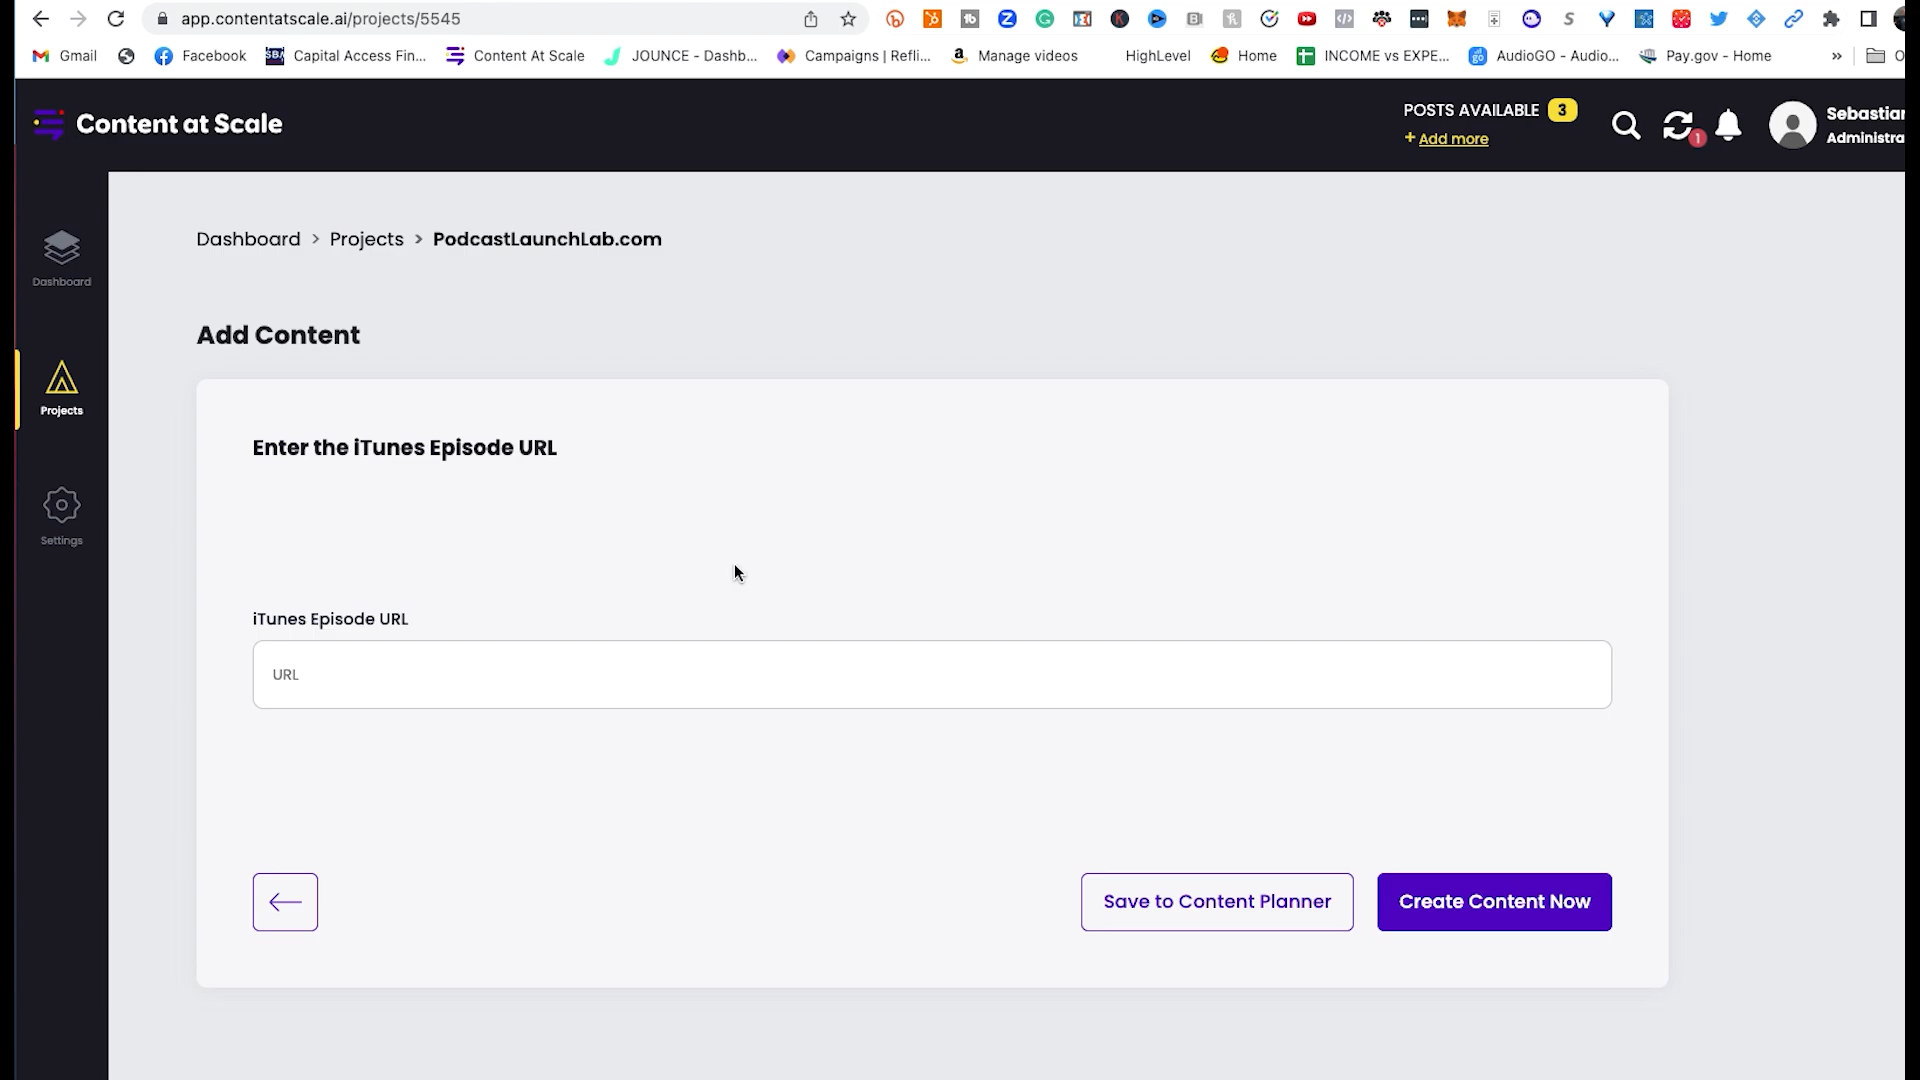 app.contentatscale.ai/projects/5545
Gmail Facebook Capital Access Fin... Content At Scale JOUNCE - Dashb... Campaigns | Refli... Manage videos HighLevel Home INCOME vs EXPE... AudioGO - Audio... Pay.gov - Home »
Content at Scale
POSTS AVAILABLE 3
+ Add more
1
Sebastian
Administra
Dashboard > Projects > PodcastLaunchLab.com
Dashboard
Add Content
Projects
Enter the iTunes Episode URL
Settings
iTunes Episode URL
URL
Save to Content Planner
Create Content Now